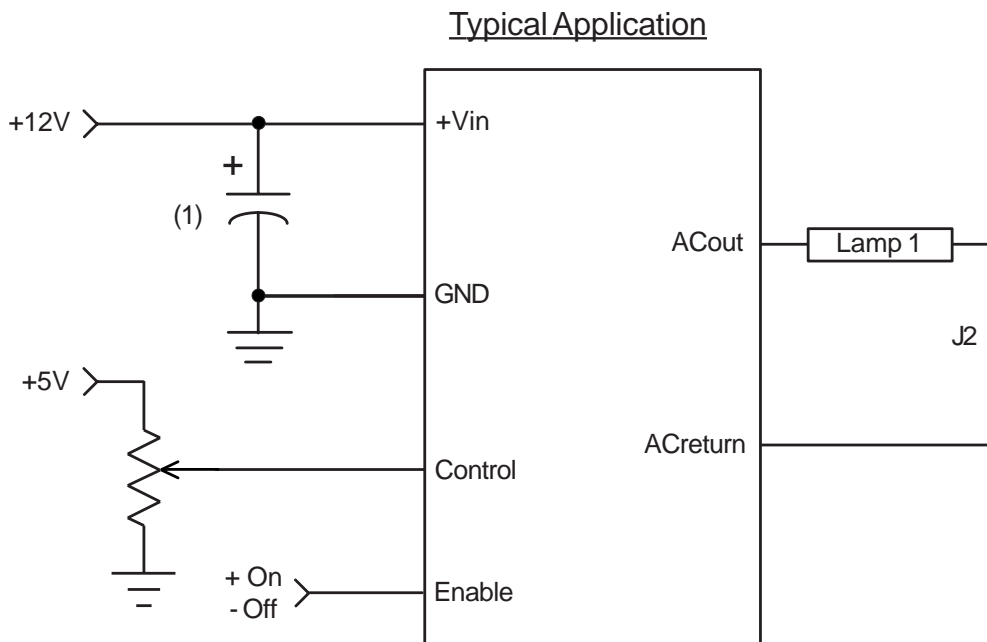 Typical Application
+12V
+Vin
+
(1)
ACout
Lamp 1
GND
J2
+5V
ACreturn
Control
+ On
- Off
Enable